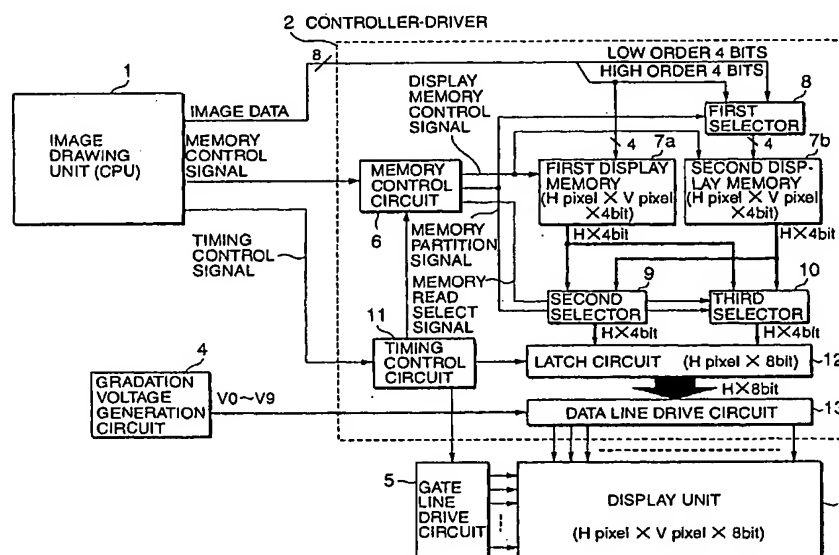 2 CONTROLLER-DRIVER
8
LOW ORDER 4 BITS
HIGH ORDER 4 BITS
1
IMAGE DATA
IMAGE
DRAWING
UNIT (CPU)
MEMORY
CONTROL
SIGNAL
DISPLAY
MEMORY
CONTROL
SIGNAL
8
FIRST
SELECTOR
4
4
7a
7b
MEMORY
CONTROL
CIRCUIT
6
FIRST DISPLAY
MEMORY
(H pixel × V pixel
×4bit)
SECOND DISP-
LAY MEMORY
(H pixel × V pixel
×4bit)
TIMING
CONTROL
SIGNAL
MEMORY
PARTITION
SIGNAL
H×4bit
H×4bit
MEMORY
READ
SELECT
SIGNAL
9
SECOND
SELECTOR
10
THIRD
SELECTOR
H×4bit
H×4bit
11
TIMING
CONTROL
CIRCUIT
LATCH CIRCUIT (H pixel × 8bit)
12
H×8bit
4
GRADATION
VOLTAGE
GENERATION
CIRCUIT
V0~V9
DATA LINE DRIVE CIRCUIT
13
5
GATE
LINE
DRIVE
CIRCUIT
DISPLAY UNIT
(H pixel × V pixel × 8bit)